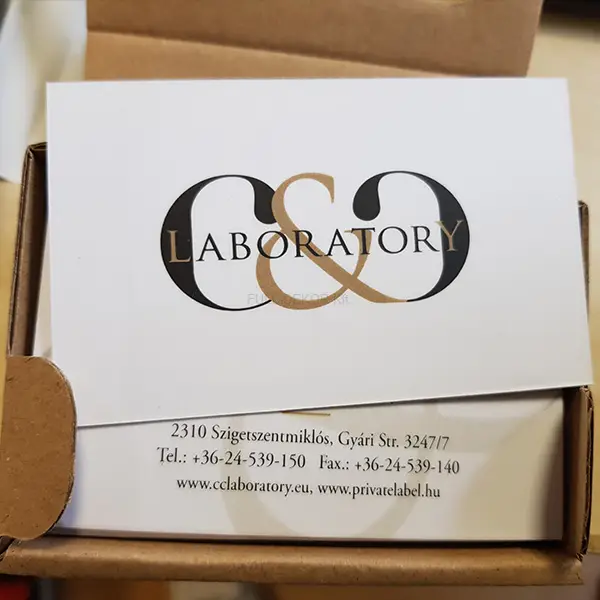 C&C
LABORATORY
2310 Szigetszentmiklós, Gyári Str. 3247/7
Tel.: +36-24-539-150 Fax.: +36-24-539-140
www.cclaboratory.eu, www.privatelabel.hu